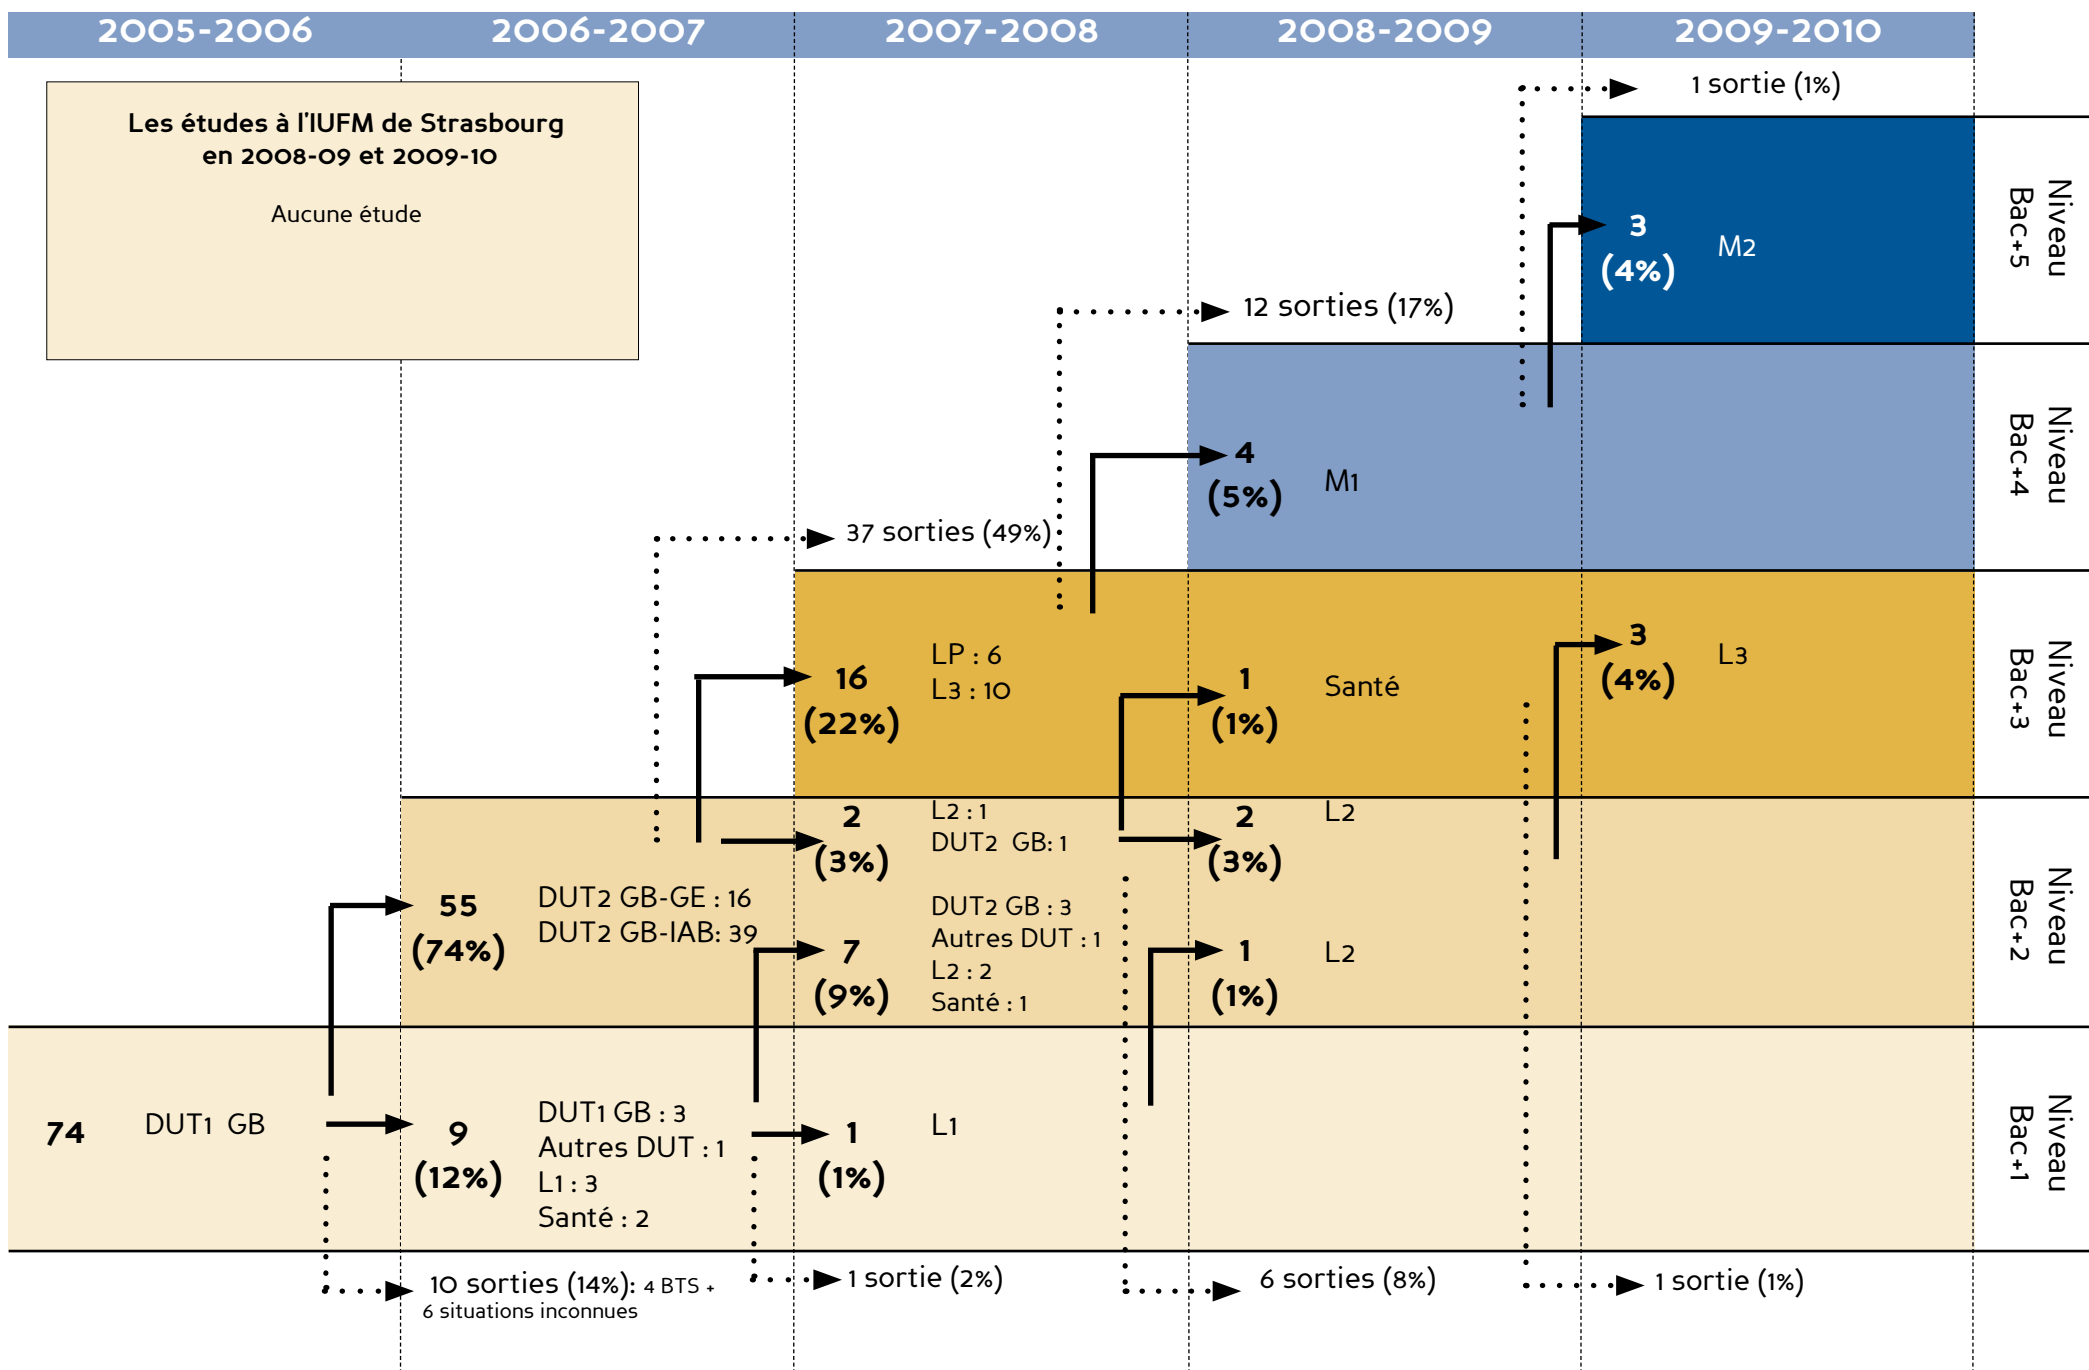 2005-2006
2006-2007
2007-2008
2008-2009
2009-2010
Les études à l'IUFM de Strasbourg
en 2008-09 et 2009-10
Aucune étude
1 sortie (1%)
3
(4%)
M2
Niveau
Bac+5
12 sorties (17%)
4
(5%)
M1
Niveau
Bac+4
37 sorties (49%)
16
(22%)
LP : 6
L3 : 10
1
(1%)
Santé
3
(4%)
L3
Niveau
Bac+3
2
(3%)
L2 : 1
DUT2 GB: 1
2
(3%)
L2
55
(74%)
DUT2 GB-GE : 16
DUT2 GB-IAB: 39
7
(9%)
DUT2 GB : 3
Autres DUT : 1
L2 : 2
Santé : 1
1
(1%)
L2
Niveau
Bac+2
74
DUT1 GB
9
(12%)
DUT1 GB : 3
Autres DUT : 1
L1 : 3
Santé : 2
1
(1%)
L1
Niveau
Bac+1
10 sorties (14%): 4 BTS +
6 situations inconnues
1 sortie (2%)
6 sorties (8%)
1 sortie (1%)